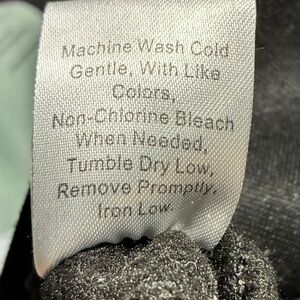 Machine Wash Cold
Gentle, With Like
Colors,
Non-Chlorine Bleach
When Needed,
Tumble Dry Low,
Remove Promptly,
Iron Low.